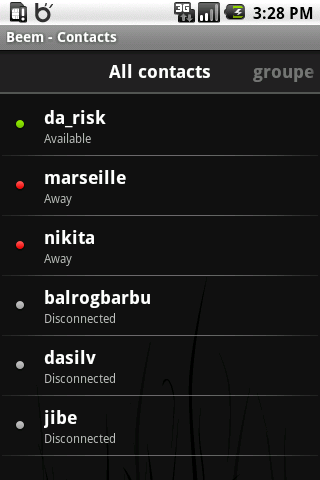 3G
3:28 PM
Beem - Contacts
All contacts
groupe
da_risk
Available
marseille
Away
nikita
Away
balrogbarbu
Disconnected
dasilv
Disconnected
jibe
Disconnected